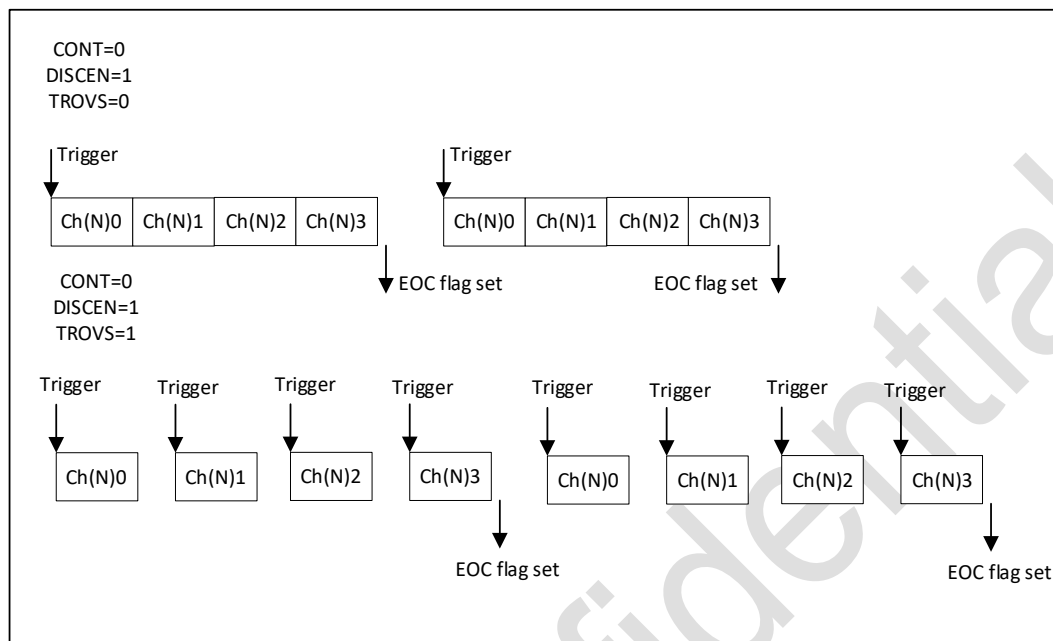 CONT=0
DISCEN=1
TROVS=0
Trigger Trigger
Ch(N)0 Ch(N)1 Ch(N)2 Ch(N)3 Ch(N)0 Ch(N)1 Ch(N)2 Ch(N)3
EOC flag set EOC flag set
CONT=0
DISCEN=1
TROVS=1
Trigger Trigger Trigger Trigger Trigger Trigger Trigger Trigger
Ch(N)0 Ch(N)1 Ch(N)2 Ch(N)3 Ch(N)0 Ch(N)1 Ch(N)2 Ch(N)3
EOC flag set EOC flag set
fidential